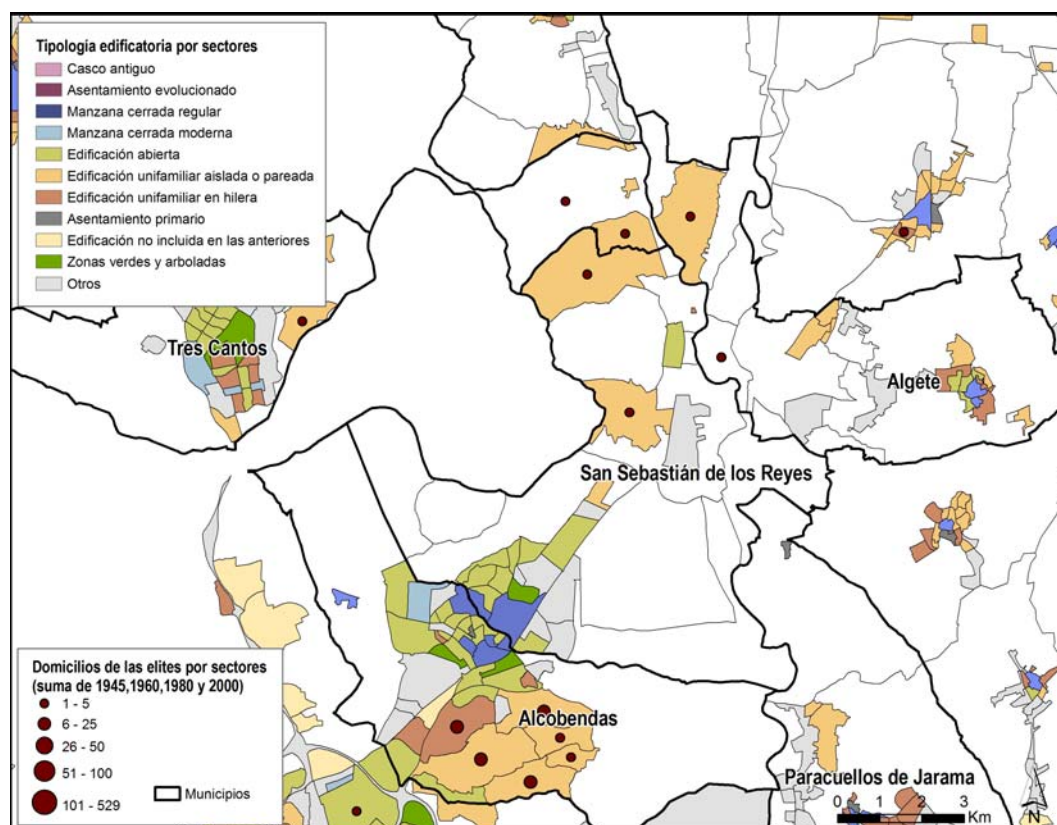 Tipología edificatoria por sectores
Casco antiguo
Asentamiento evolucionado
Manzana cerrada regular
Manzana cerrada moderna
Edificación abierta
Edificación unifamiliar aislada o pareada
Edificación unifamiliar en hilera
Asentamiento primario
Edificación no incluida en las anteriores
Zonas verdes y arboladas
Otros
Tres Cantos
Algete
San Sebastián de los Reyes
Alcobendas
Paracuellos de Jarama
Domicilios de las elites por sectores
(suma de 1945,1960,1980 y 2000)
1 - 5
6 - 25
26 - 50
51 - 100
101 - 529
Municipios
0 1 2 3
Km
N